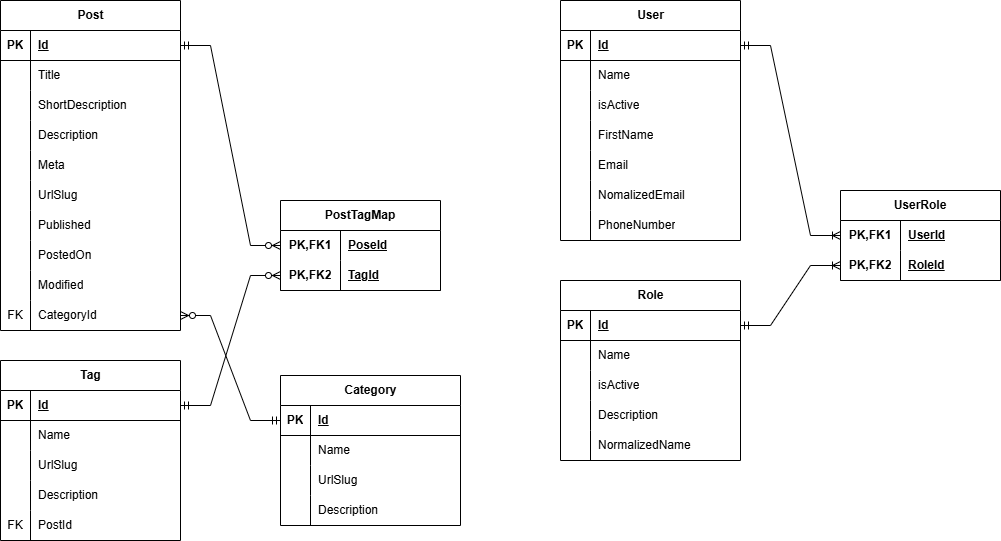 Post
PK Id
Title
ShortDescription
Description
Meta
UrlSlug
Published
PostedOn
Modified
FK CategoryId
Tag
PK Id
Name
UrlSlug
Description
FK PostId
PostTagMap
PK,FK1 PoseId
PK,FK2 TagId
Category
PK Id
Name
UrlSlug
Description
User
PK Id
Name
isActive
FirstName
Email
NomalizedEmail
PhoneNumber
Role
PK Id
Name
isActive
Description
NormalizedName
UserRole
PK,FK1 UserId
PK,FK2 RoleId